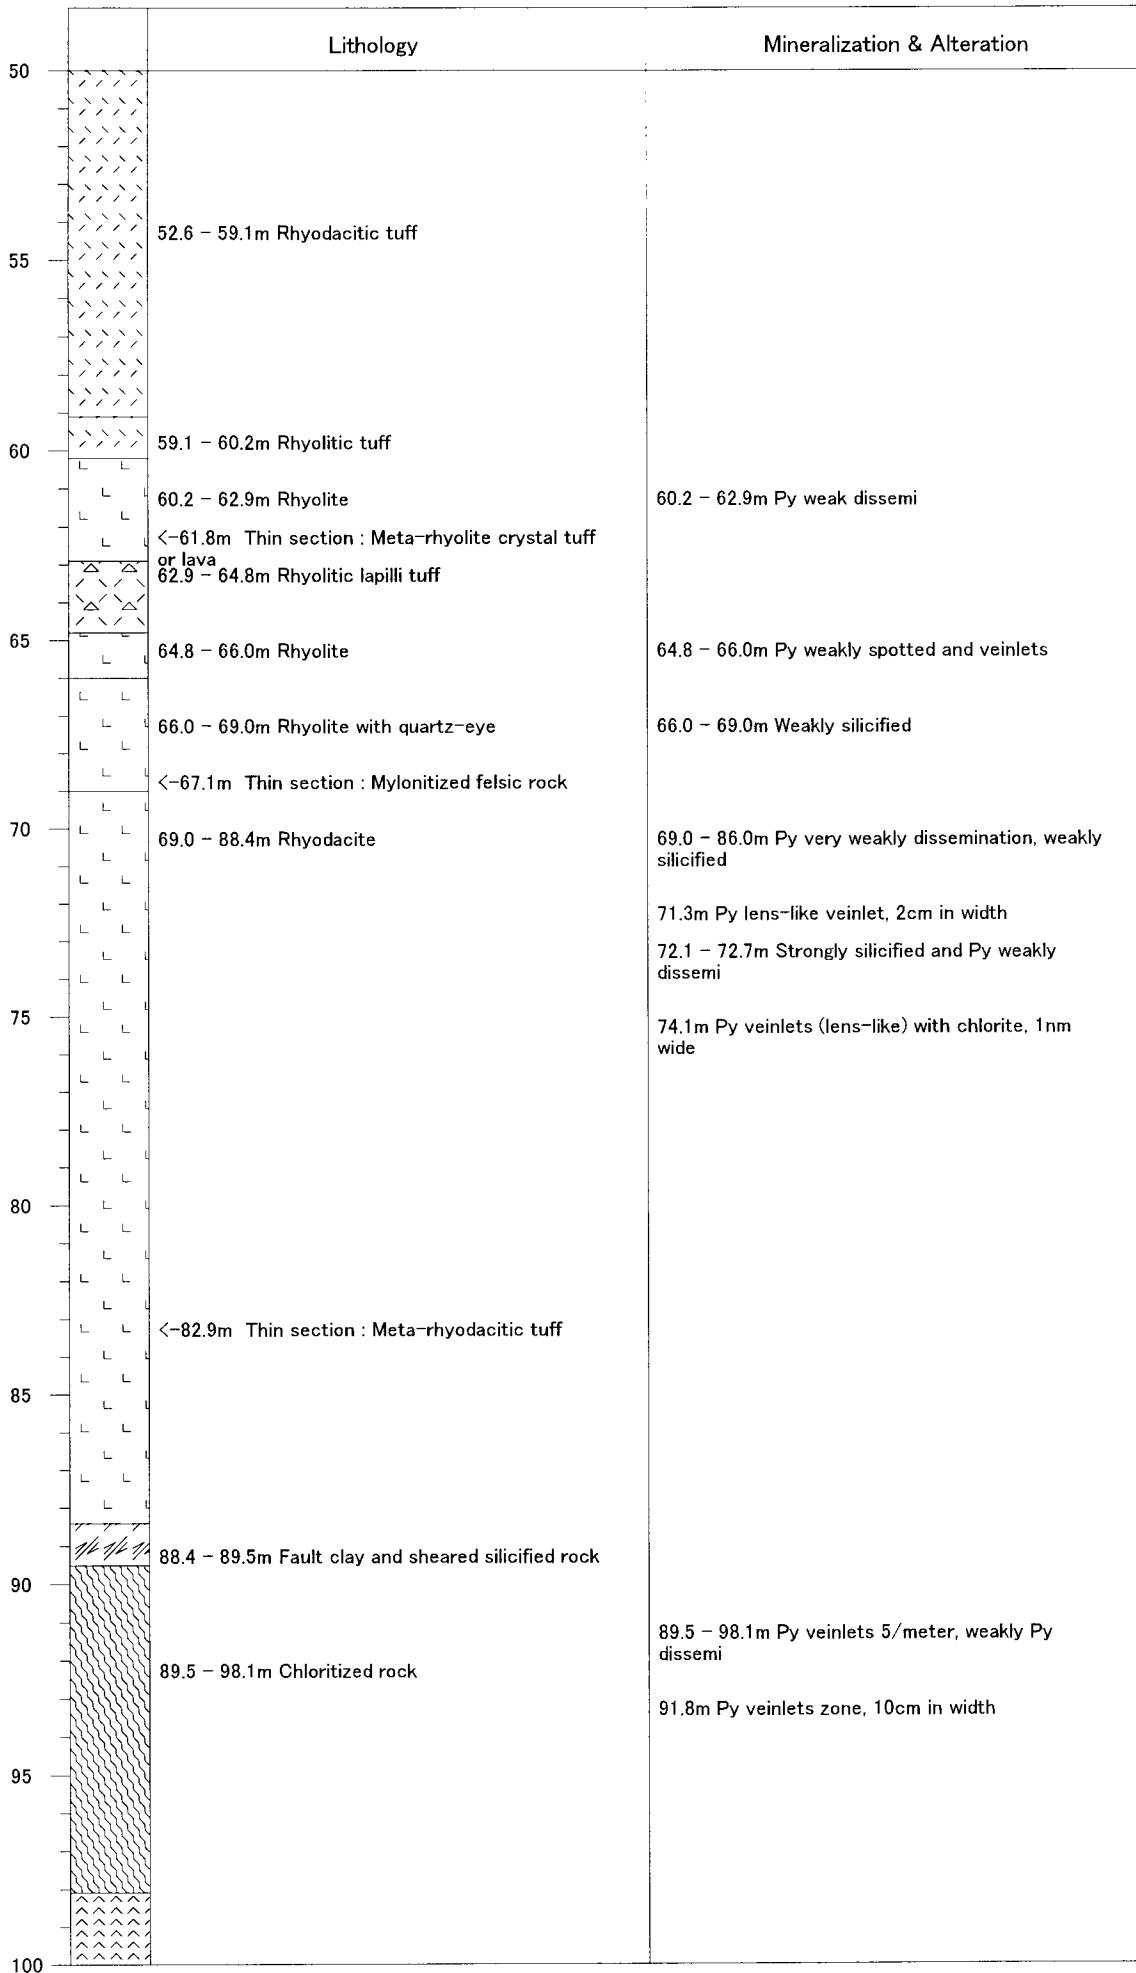 Lithology
Mineralization & Alteration
50
52.6 - 59.1m Rhyodacitic tuff
55
59.1 - 60.2m Rhyolitic tuff
60
60.2 - 62.9m Rhyolite
60.2 - 62.9m Py weak dissemi
<-61.8m Thin section : Meta-rhyolite crystal tuff
or lava
62.9 - 64.8m Rhyolitic lapilli tuff
65
64.8 - 66.0m Rhyolite
64.8 - 66.0m Py weakly spotted and veinlets
66.0 - 69.0m Rhyolite with quartz-eye
66.0 - 69.0m Weakly silicified
<-67.1m Thin section : Mylonitized felsic rock
70
69.0 - 88.4m Rhyodacite
69.0 - 86.0m Py very weakly dissemination, weakly
silicified
71.3m Py lens-like veinlet, 2cm in width
72.1 - 72.7m Strongly silicified and Py weakly
dissemi
75
74.1m Py veinlets (lens-like) with chlorite, 1nm
wide
80
<-82.9m Thin section : Meta-rhyodacitic tuff
85
88.4 - 89.5m Fault clay and sheared silicified rock
90
89.5 - 98.1m Py veinlets 5/meter, weakly Py
dissemi
89.5 - 98.1m Chloritized rock
91.8m Py veinlets zone, 10cm in width
95
100